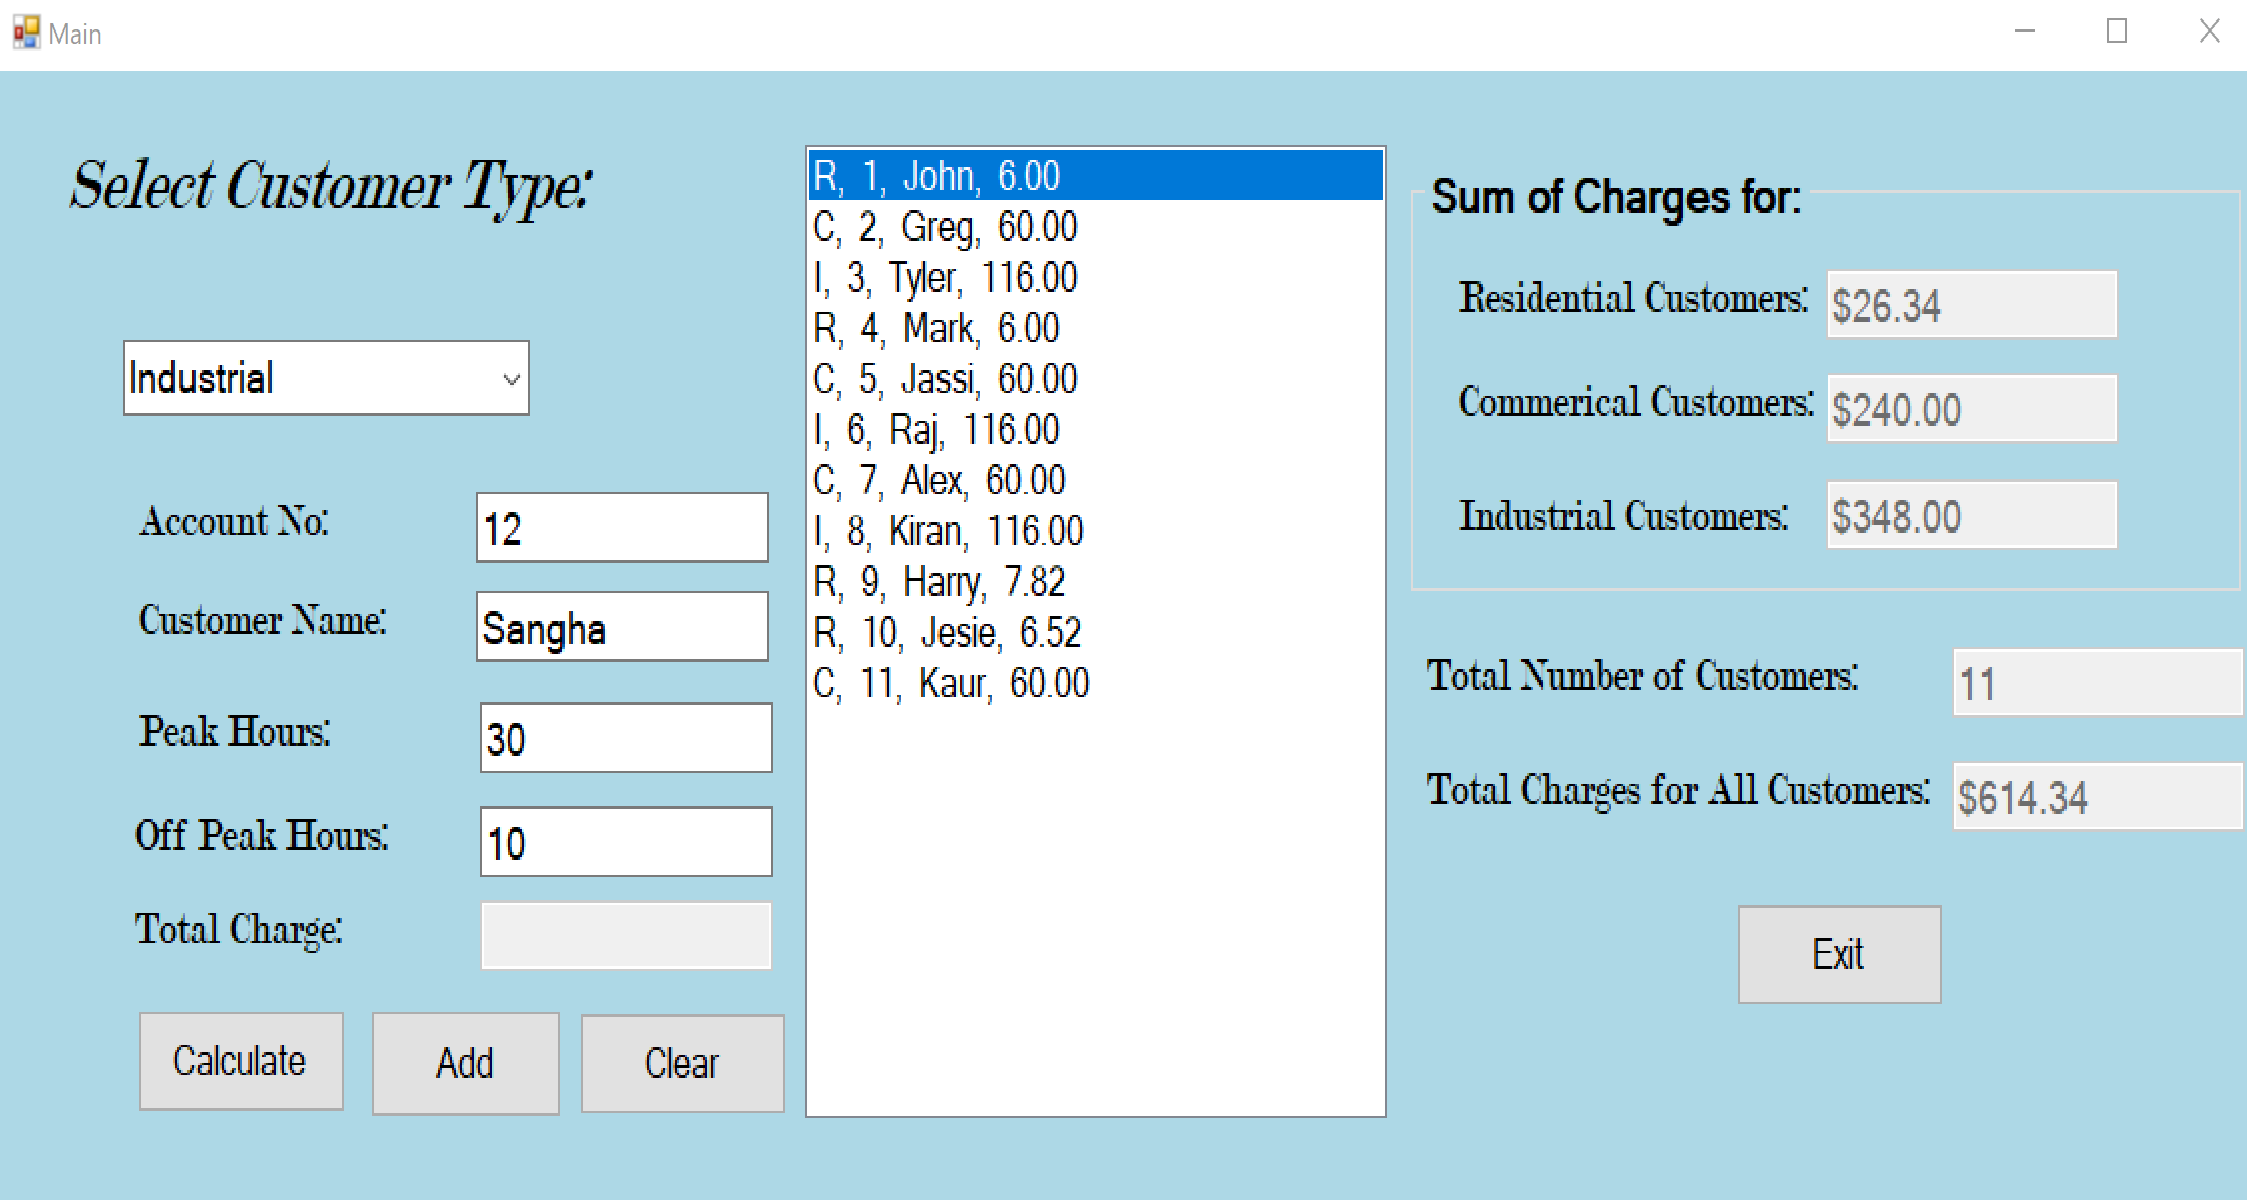 Main
Select Customer Type:
Industrial
Account No: 12
Customer Name: Sangha
Peak Hours: 30
Off Peak Hours: 10
Total Charge:
Calculate Add Clear
R, 1, John, 6.00
C, 2, Greg, 60.00
I, 3, Tyler, 116.00
R, 4, Mark, 6.00
C, 5, Jassi, 60.00
I, 6, Raj, 116.00
C, 7, Alex, 60.00
I, 8, Kiran, 116.00
R, 9, Harry, 7.82
R, 10, Jesie, 6.52
C, 11, Kaur, 60.00
Sum of Charges for:
Residential Customers: $26.34
Commerical Customers: $240.00
Industrial Customers: $348.00
Total Number of Customers: 11
Total Charges for All Customers: $614.34
Exit